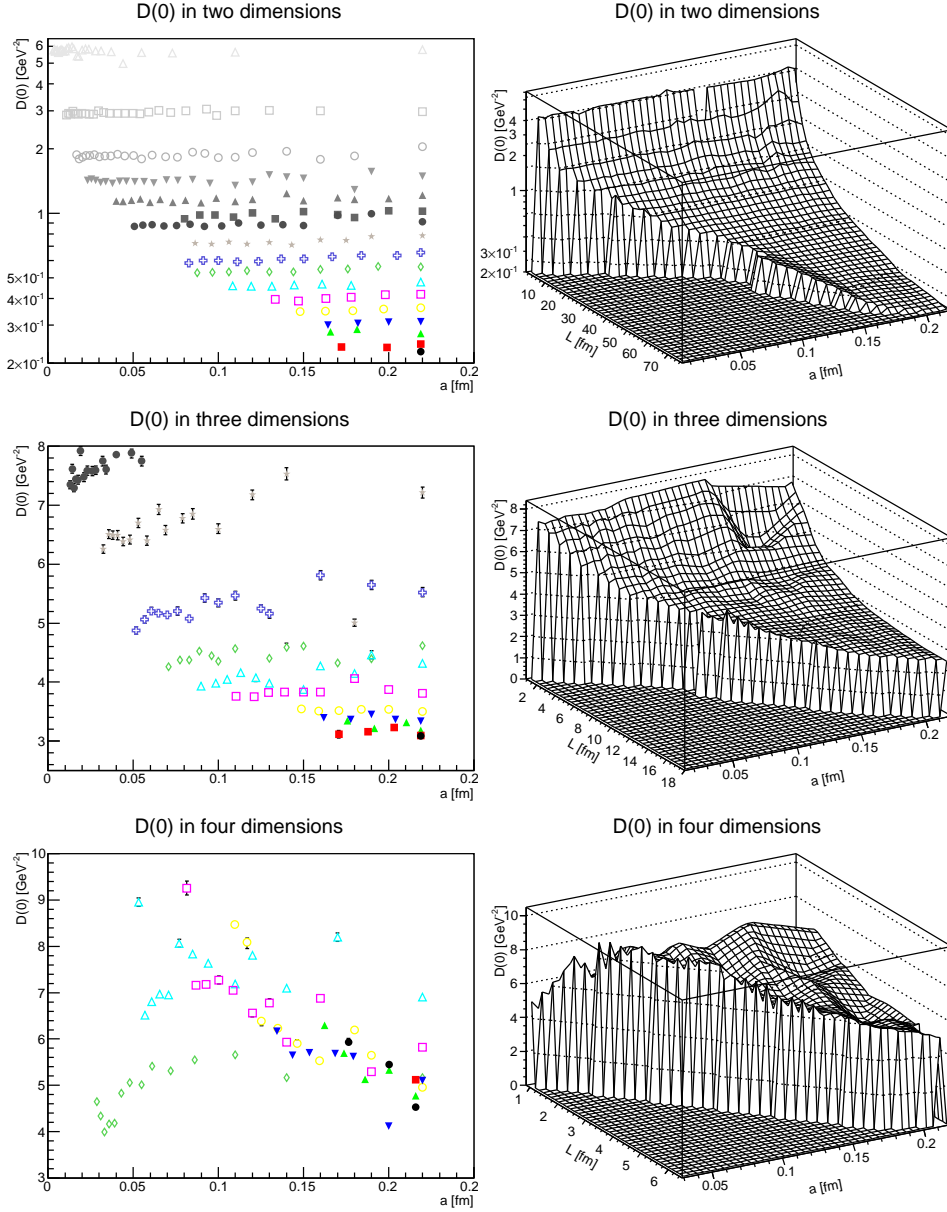 D(0) in two dimensions
D(0) [GeV⁻²]
6
5
4
3
2
1
5×10⁻¹
4×10⁻¹
3×10⁻¹
2×10⁻¹
0 0.05 0.1 0.15 0.2 0.2
a [fm]
D(0) in two dimensions
D(0) [GeV⁻²]
4
3
2
1
3×10⁻¹
2×10⁻¹
10 20 30 40 50 60 70
L [fm]
0.05 0.1 0.15 0.2
a [fm]
D(0) in three dimensions
D(0) [GeV⁻²]
8
7
6
5
4
3
0 0.05 0.1 0.15 0.2 0.2
a [fm]
D(0) in three dimensions
D(0) [GeV⁻²]
8
7
6
5
4
3
2
1
0
2 4 6 8 10 12 14 16 18
L [fm]
0.05 0.1 0.15 0.2
a [fm]
D(0) in four dimensions
D(0) [GeV⁻²]
10
9
8
7
6
5
4
3
0 0.05 0.1 0.15 0.2 0.2
a [fm]
D(0) in four dimensions
D(0) [GeV⁻²]
10
8
6
4
2
0
1 2 3 4 5 6
L [fm]
0.05 0.1 0.15 0.2
a [fm]